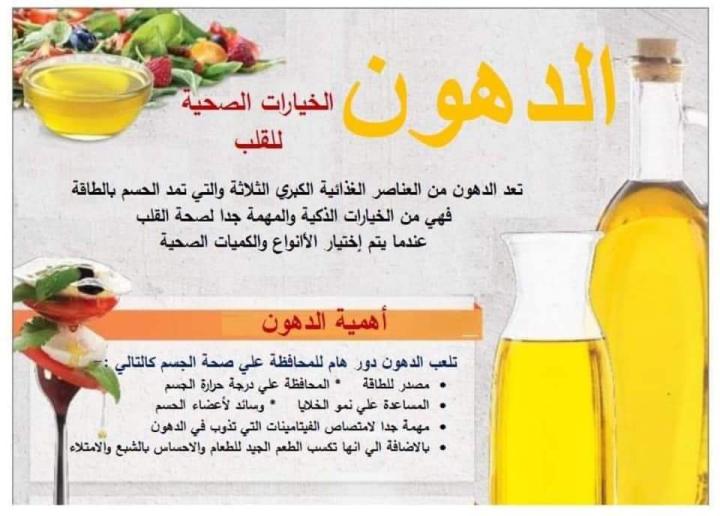 الدهون
الخيارات الصحية
للقلب
تعد الدهون من العناصر الغذائية الكبري الثلاثة والتي تمد الحسم بالطاقة
فهي من الخيارات الذكية والمهمة جدا لصحة القلب
عندما يتم إختيار الأانواع والكميات الصحية
أهمية الدهون
تلعب الدهون دور هام للمحافظة علي صحة الجسم كالتالي :
• مصدر للطاقة * المحافظة علي درجة حرارة الجسم
• المساعدة علي نمو الخلايا * وسائد لأعضاء الحسم
• مهمة جدا لامتصاص الفيتامينات التي تذوب في الدهون
• بالاضافة الي انها تكسب الطعم الجيد للطعام والاحساس بالشبع والامتلاء